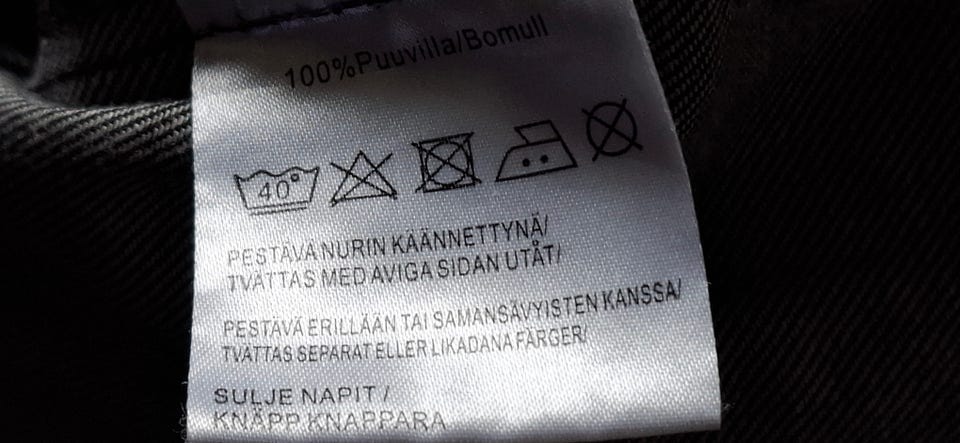 100%Puuvilla/Bomull
40°
PESTÄVÄ NURIN KÄÄNNETTYNÄ/
TVÄTTAS MED AVIGA SIDAN UTÅT/
PESTÄVÄ ERILLÄÄN TAI SAMANSÄVYISTEN KANSSA/
TVÄTTAS SEPARAT ELLER LIKADANA FÄRGER/
SULJE NAPIT /
KNÄPP KNAPPARA